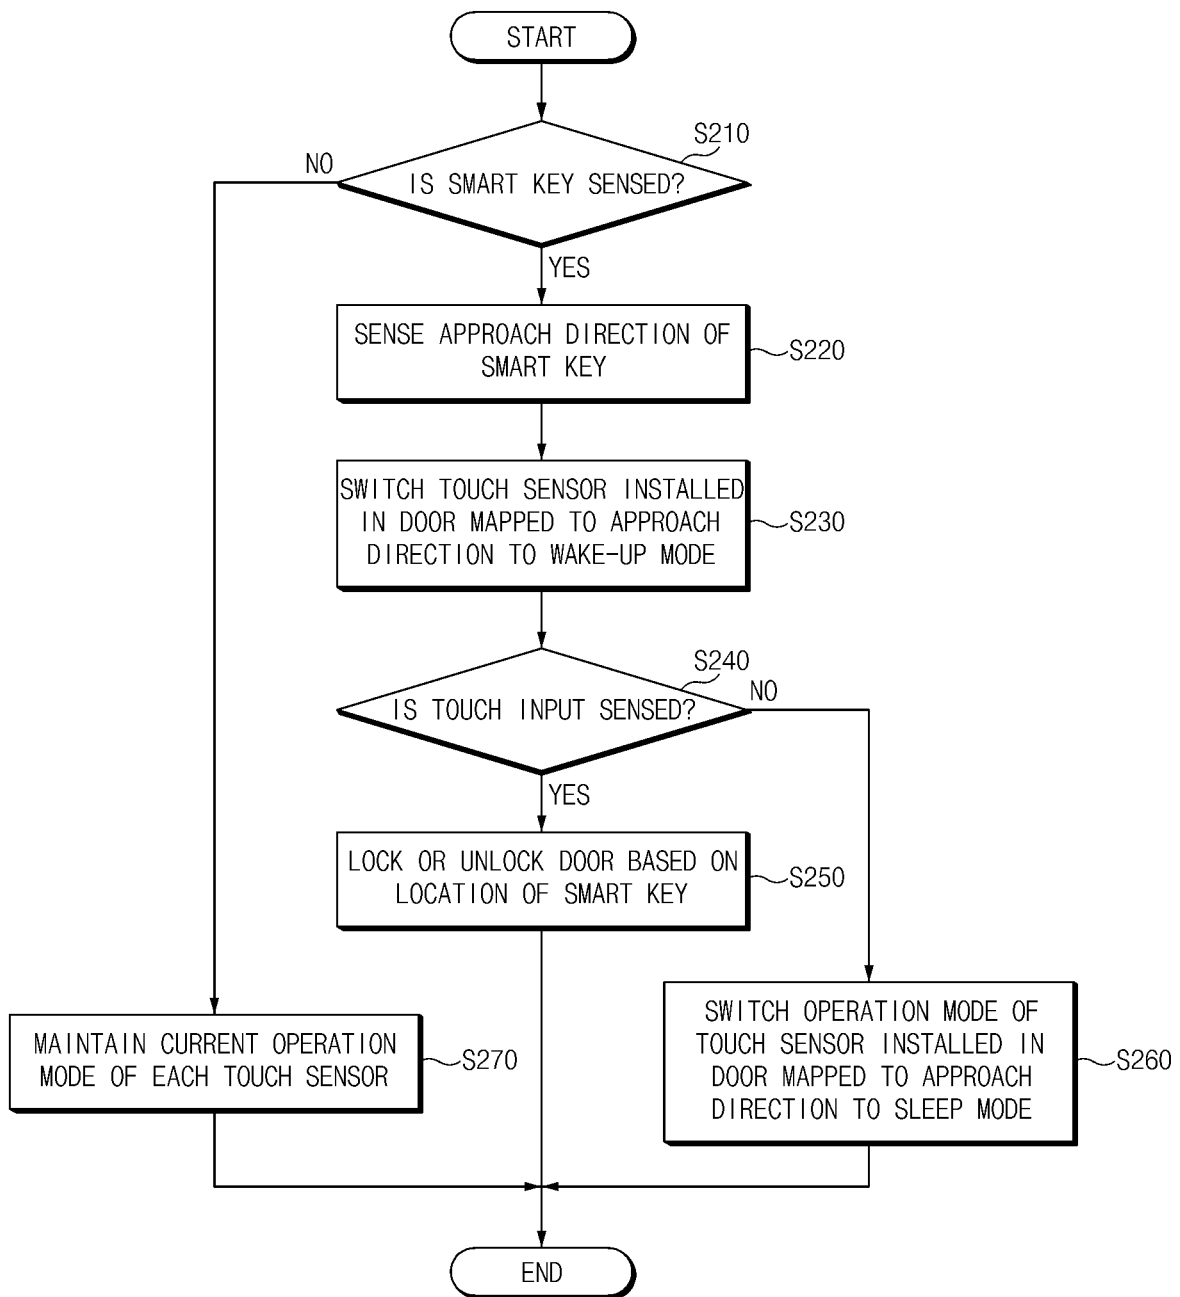 START
S210
NO
IS SMART KEY SENSED?
YES
SENSE APPROACH DIRECTION OF
SMART KEY
S220
SWITCH TOUCH SENSOR INSTALLED
IN DOOR MAPPED TO APPROACH
DIRECTION TO WAKE-UP MODE
S230
S240
NO
IS TOUCH INPUT SENSED?
YES
LOCK OR UNLOCK DOOR BASED ON
LOCATION OF SMART KEY
S250
MAINTAIN CURRENT OPERATION
MODE OF EACH TOUCH SENSOR
S270
SWITCH OPERATION MODE OF
TOUCH SENSOR INSTALLED IN
DOOR MAPPED TO APPROACH
DIRECTION TO SLEEP MODE
S260
END